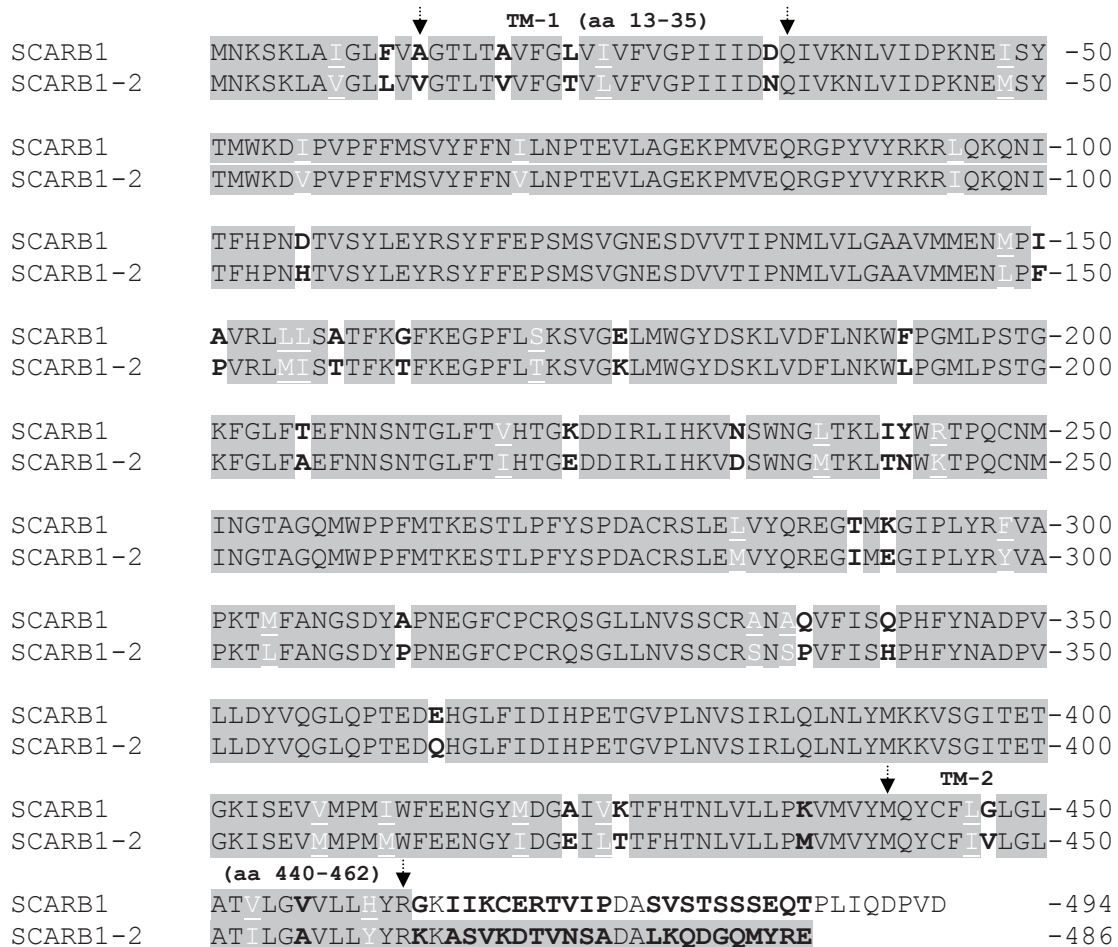 TM-1 (aa 13-35)
SCARB1 MNKSKLAIGLFVAGTLTAVFGLVIVFVGPIIIDDQIVKNLVIDPKNEISY -50
SCARB1-2 MNKSKLAVGLLVVGTLTVVFGTVLVFVGPIIIDNQIVKNLVIDPKNEMSY -50
SCARB1 TMWKDIPVPFFMSVYFFNILNPTEVLAGEKPMVEQRGPYVYRKRLQKQNI-100
SCARB1-2 TMWKDVPVPFFMSVYFFNVLNPTEVLAGEKPMVEQRGPYVYRKRIQKQNI-100
SCARB1 TFHPNDTVSYLEYRSYFFEPSMSVGNESDVVTIPNMLVLGAAVMMENMPI-150
SCARB1-2 TFHPNHTVSYLEYRSYFFEPSMSVGNESDVVTIPNMLVLGAAVMMENLPF-150
SCARB1 AVRLLLSATFKGFKEGPFLSKSVGELMWGYDSKLVDFLNKWFPGMLPSTG-200
SCARB1-2 PVRLMISTTFKTFKEGPFLTKSVGKLMWGYDSKLVDFLNKWLPGMLPSTG-200
SCARB1 KFGLFTEFNNSNTGLFTVHTGKDDIRLIHKVNSWNGLTKLIYWRTPQCNM-250
SCARB1-2 KFGLFAEFNNSNTGLFTIHTGEDDIRLIHKVDSWNGMTKLTNWKTPQCNM-250
SCARB1 INGTAGQMWPPFMTKESTLPFYSPDACRSLELVYQREGTMKGIPLYRFVA-300
SCARB1-2 INGTAGQMWPPFMTKESTLPFYSPDACRSLEMVYQREGIMEGIPLYRYVA-300
SCARB1 PKTMFANGSDYAPNEGFCPCRQSGLLNVSSCRANAQVFISQPHFYNADPV-350
SCARB1-2 PKTLFANGSDYPPNEGFCPCRQSGLLNVSSCRSNSPVFISHPHFYNADPV-350
SCARB1 LLDYVQGLQPTEDEHGLFIDIHPETGVPLNVSIRLQLNLYMKKVSGITET-400
SCARB1-2 LLDYVQGLQPTEDQHGLFIDIHPETGVPLNVSIRLQLNLYMKKVSGITET-400
TM-2
SCARB1 GKISEVVMPMIWFEENGYMDGAIVKTFHTNLVLLPKVMVYMQYCFLGLGL-450
SCARB1-2 GKISEVMMPMMWFEENGYIDGEILTTFHTNLVLLPMVMVYMQYCFIVLGL-450
(aa 440-462)
SCARB1 ATVLGVVLLHYRGKIIKCERTVIPDASVSTSSSEQTPLIQDPVD -494
SCARB1-2 ATILGAVLLYYRKKASVKDTVNSADALKQDGQMYRE -486